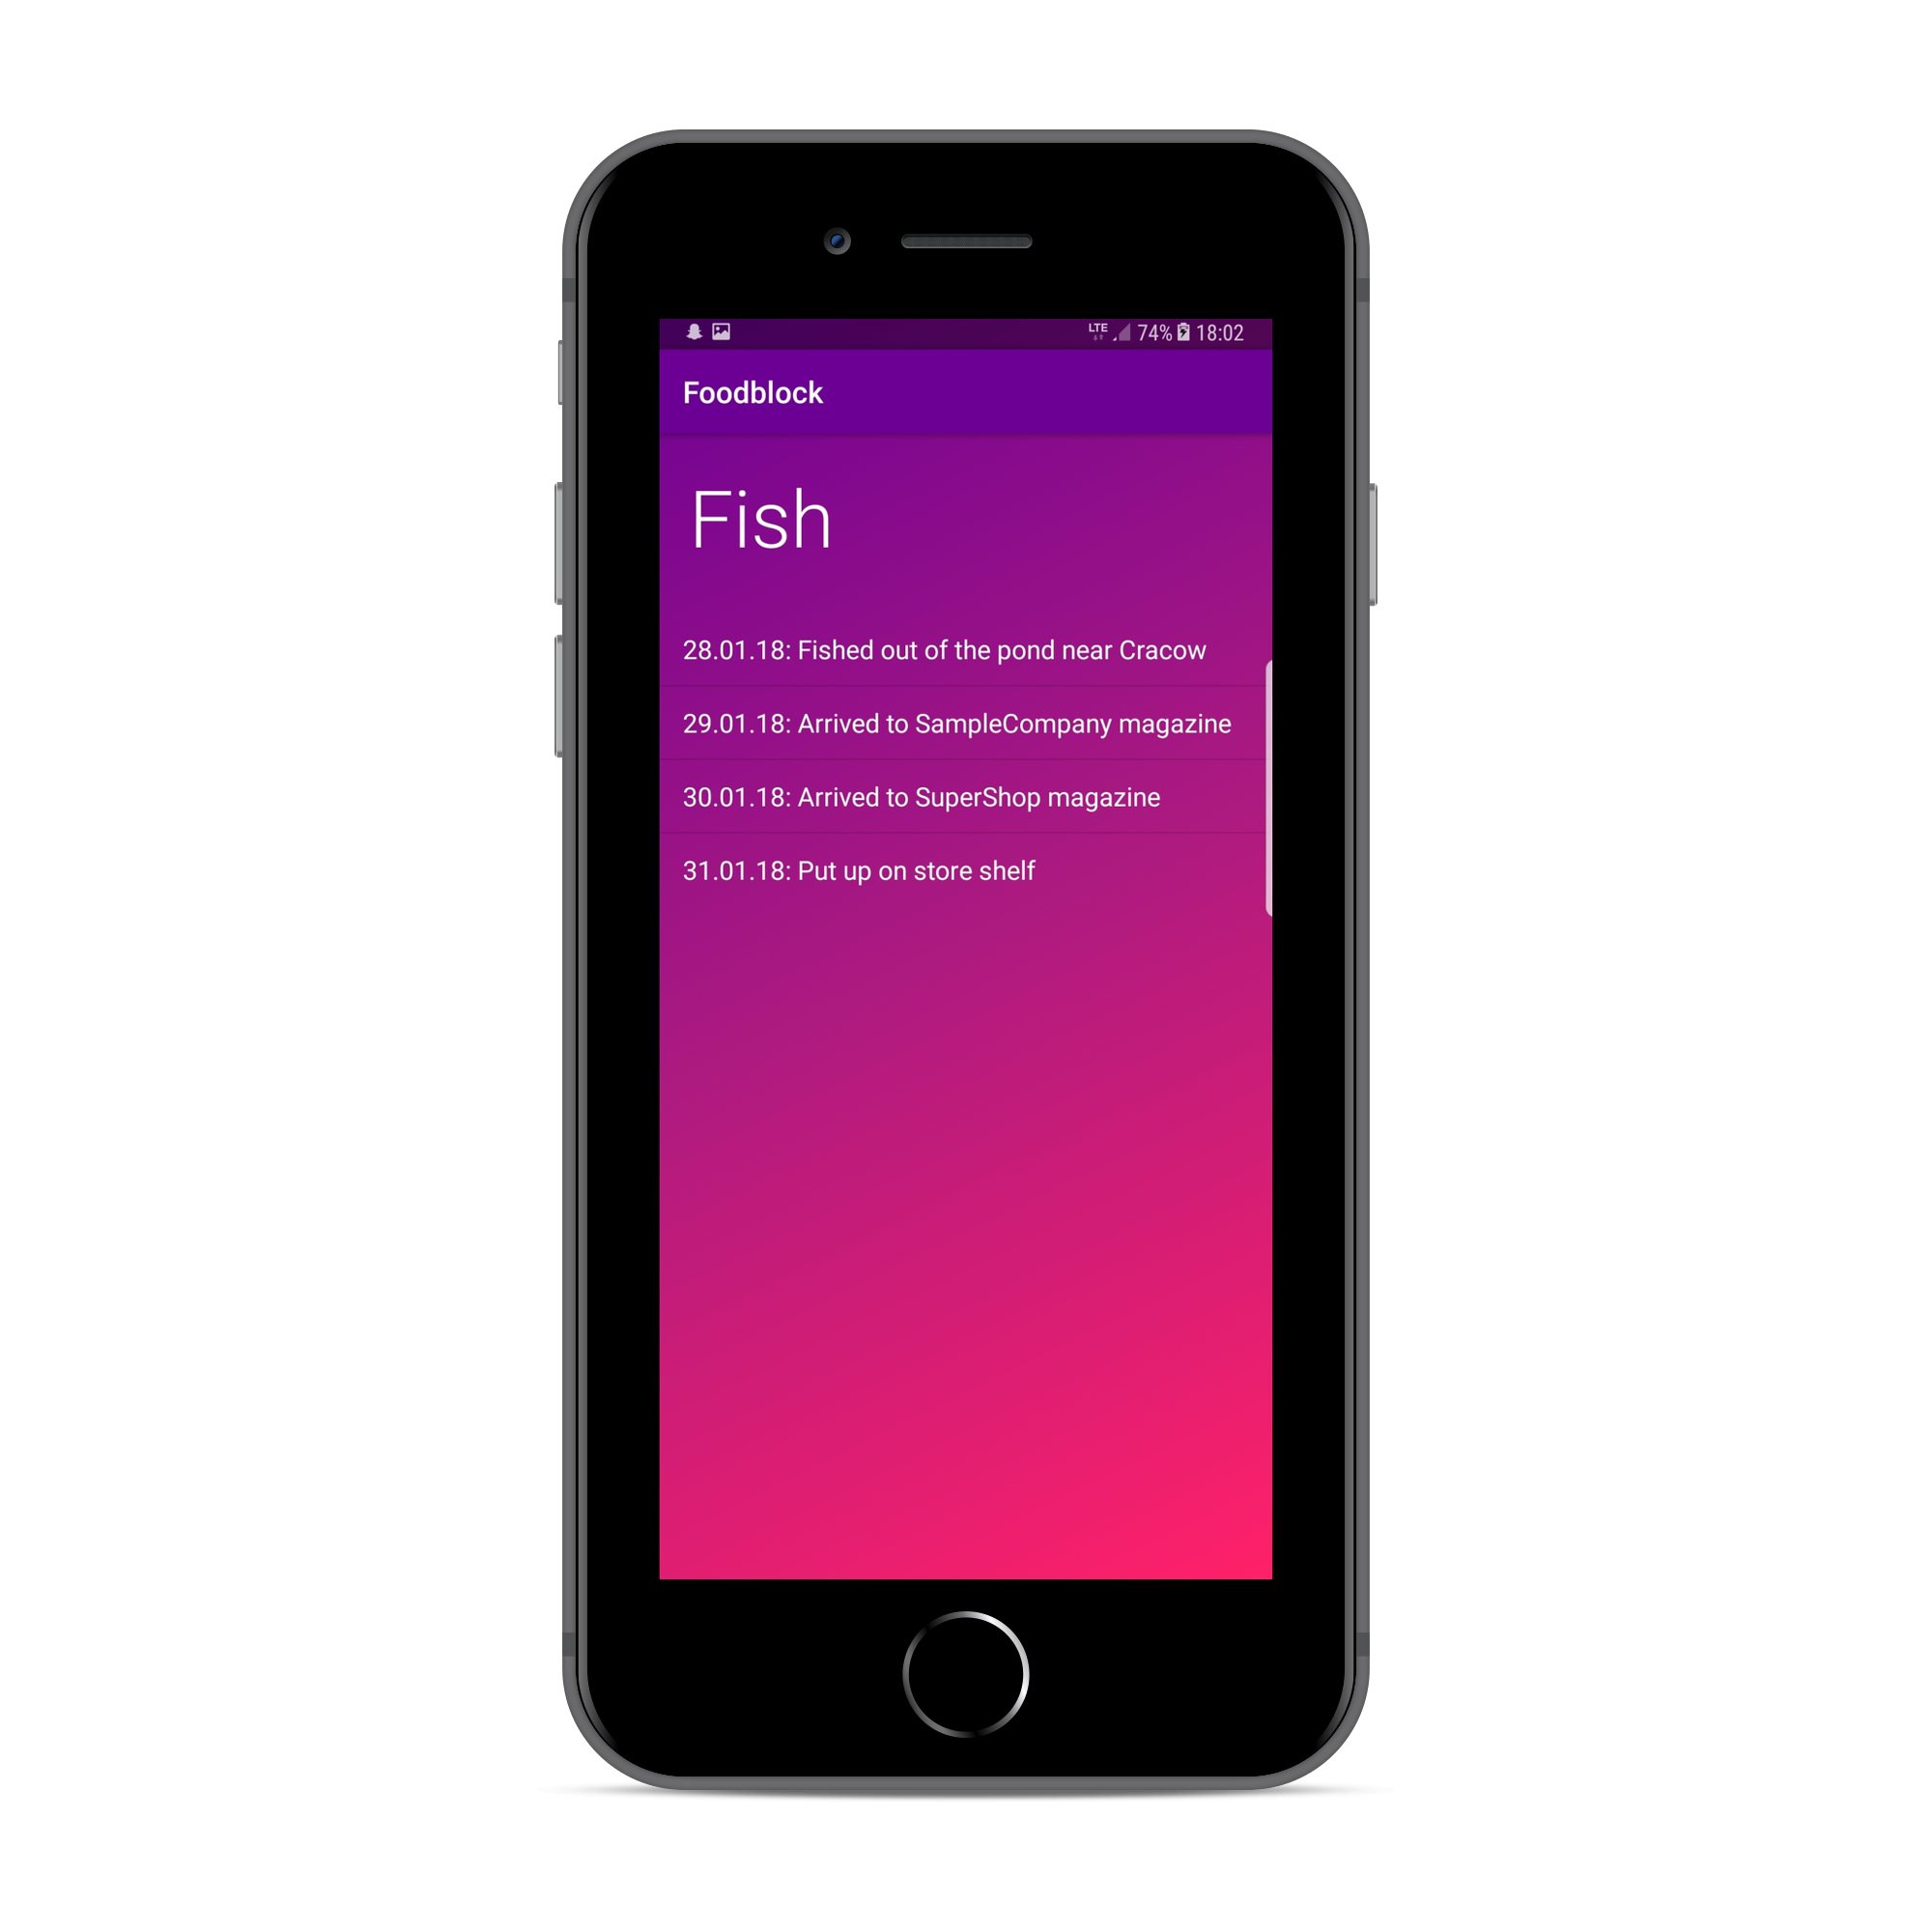 LTE 74% 18:02
Foodblock
Fish
28.01.18: Fished out of the pond near Cracow
29.01.18: Arrived to SampleCompany magazine
30.01.18: Arrived to SuperShop magazine
31.01.18: Put up on store shelf